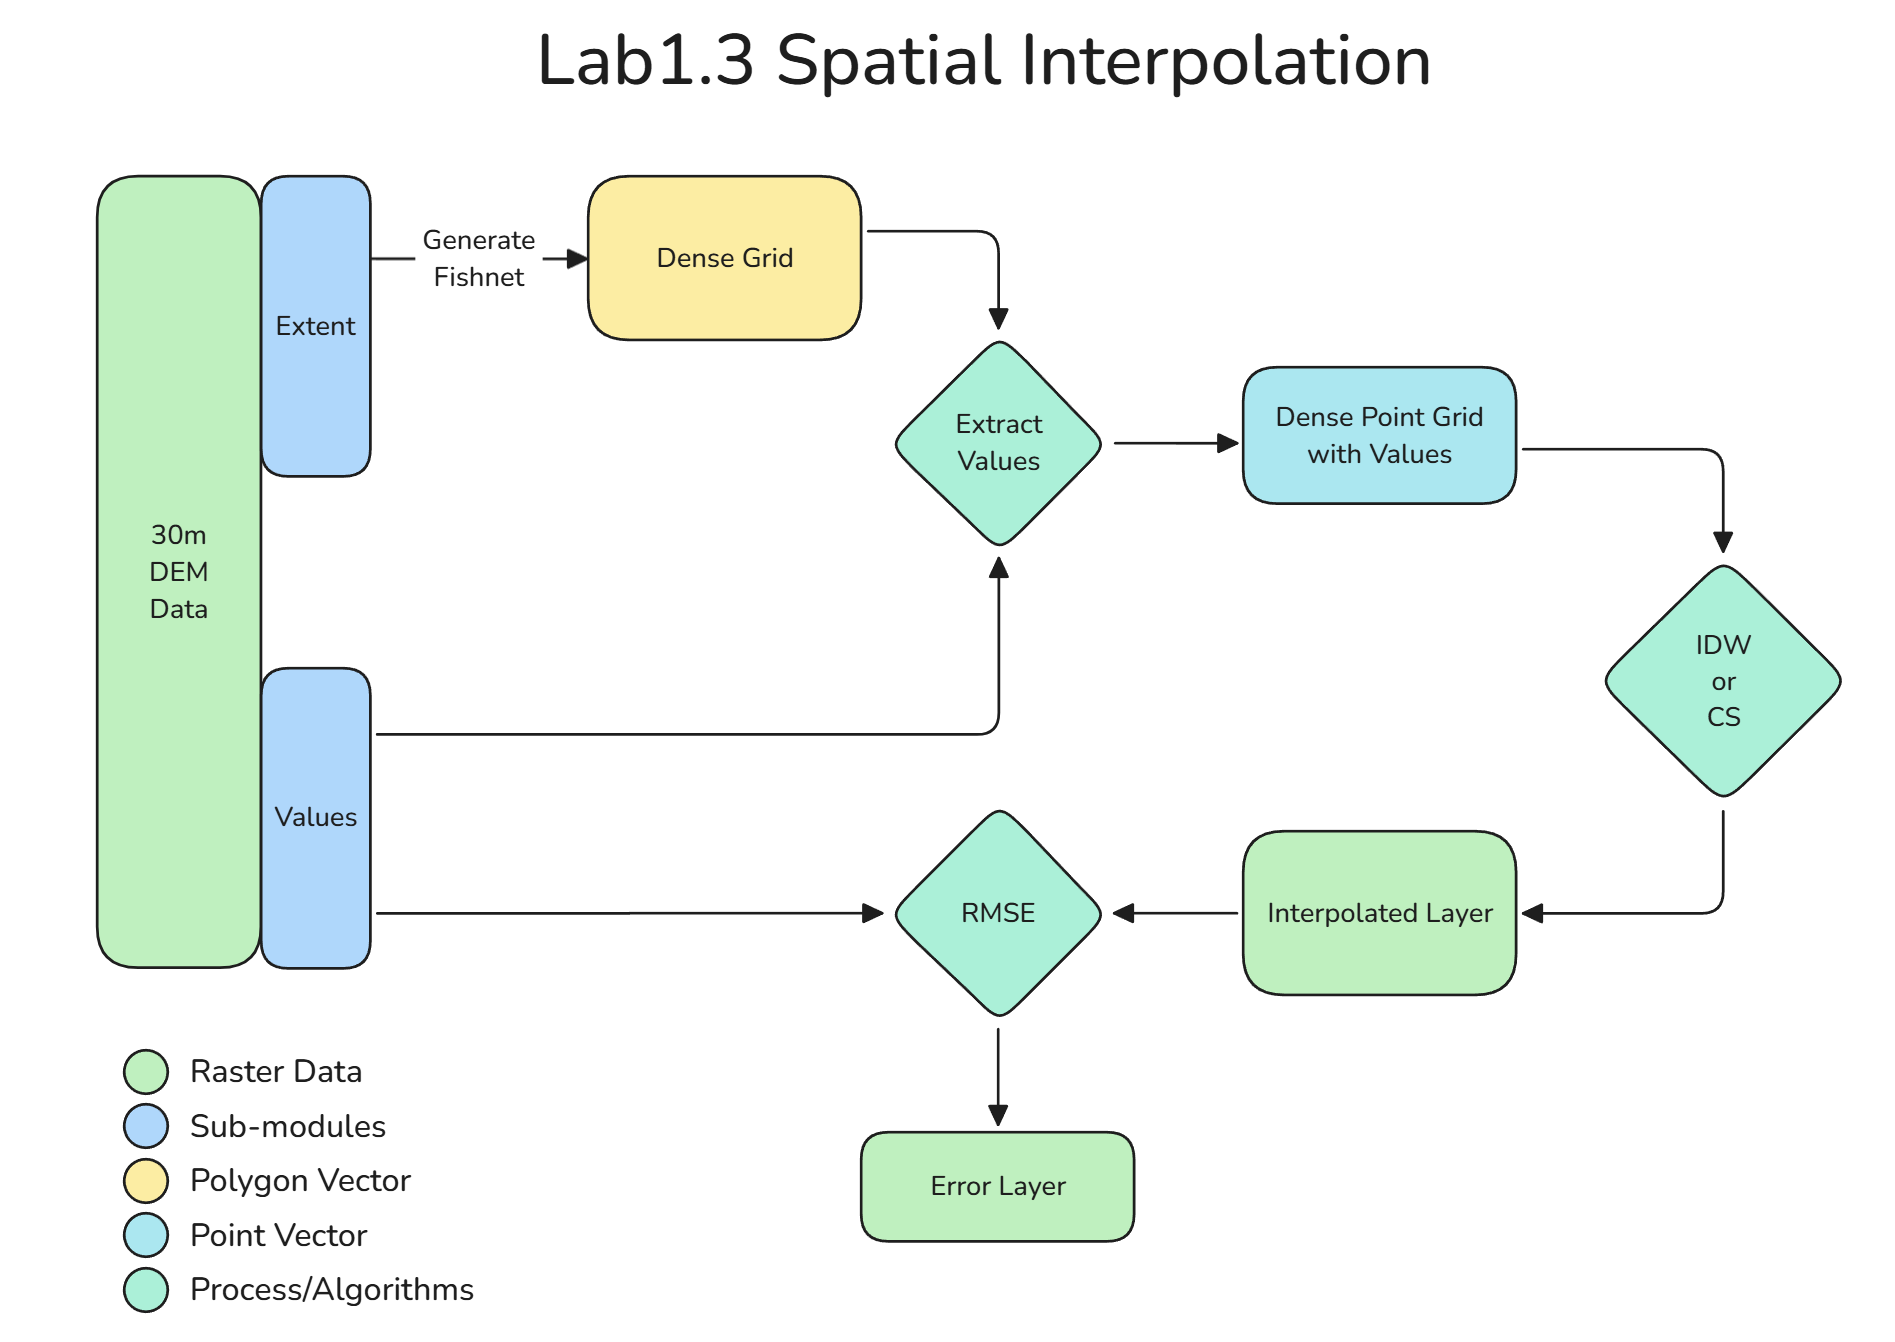 Lab1.3 Spatial Interpolation
Extent
Generate
Fishnet
Dense Grid
Extract
Values
Dense Point Grid
with Values
30m
DEM
Data
IDW
or
CS
Values
RMSE
Interpolated Layer
Error Layer
Raster Data
Sub-modules
Polygon Vector
Point Vector
Process/Algorithms